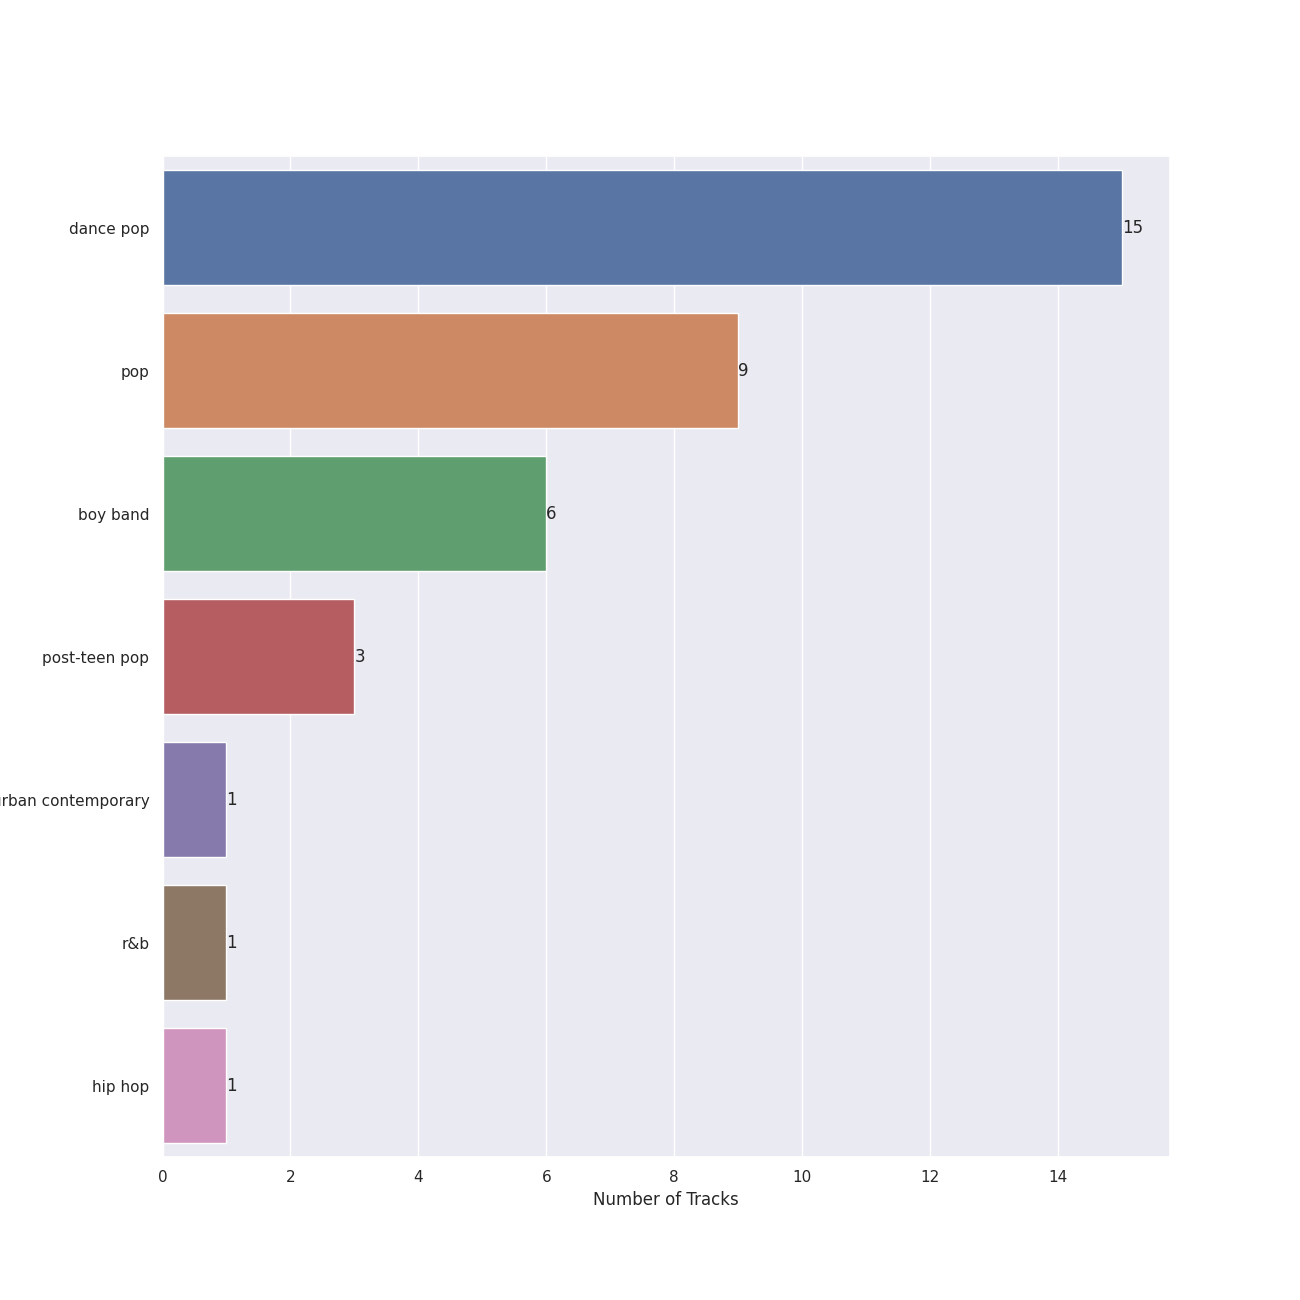 dance pop
15
pop
9
boy band
6
post-teen pop
3
rban contemporary
1
r&b
1
hip hop
1
0 2 4 6 8 10 12 14
Number of Tracks